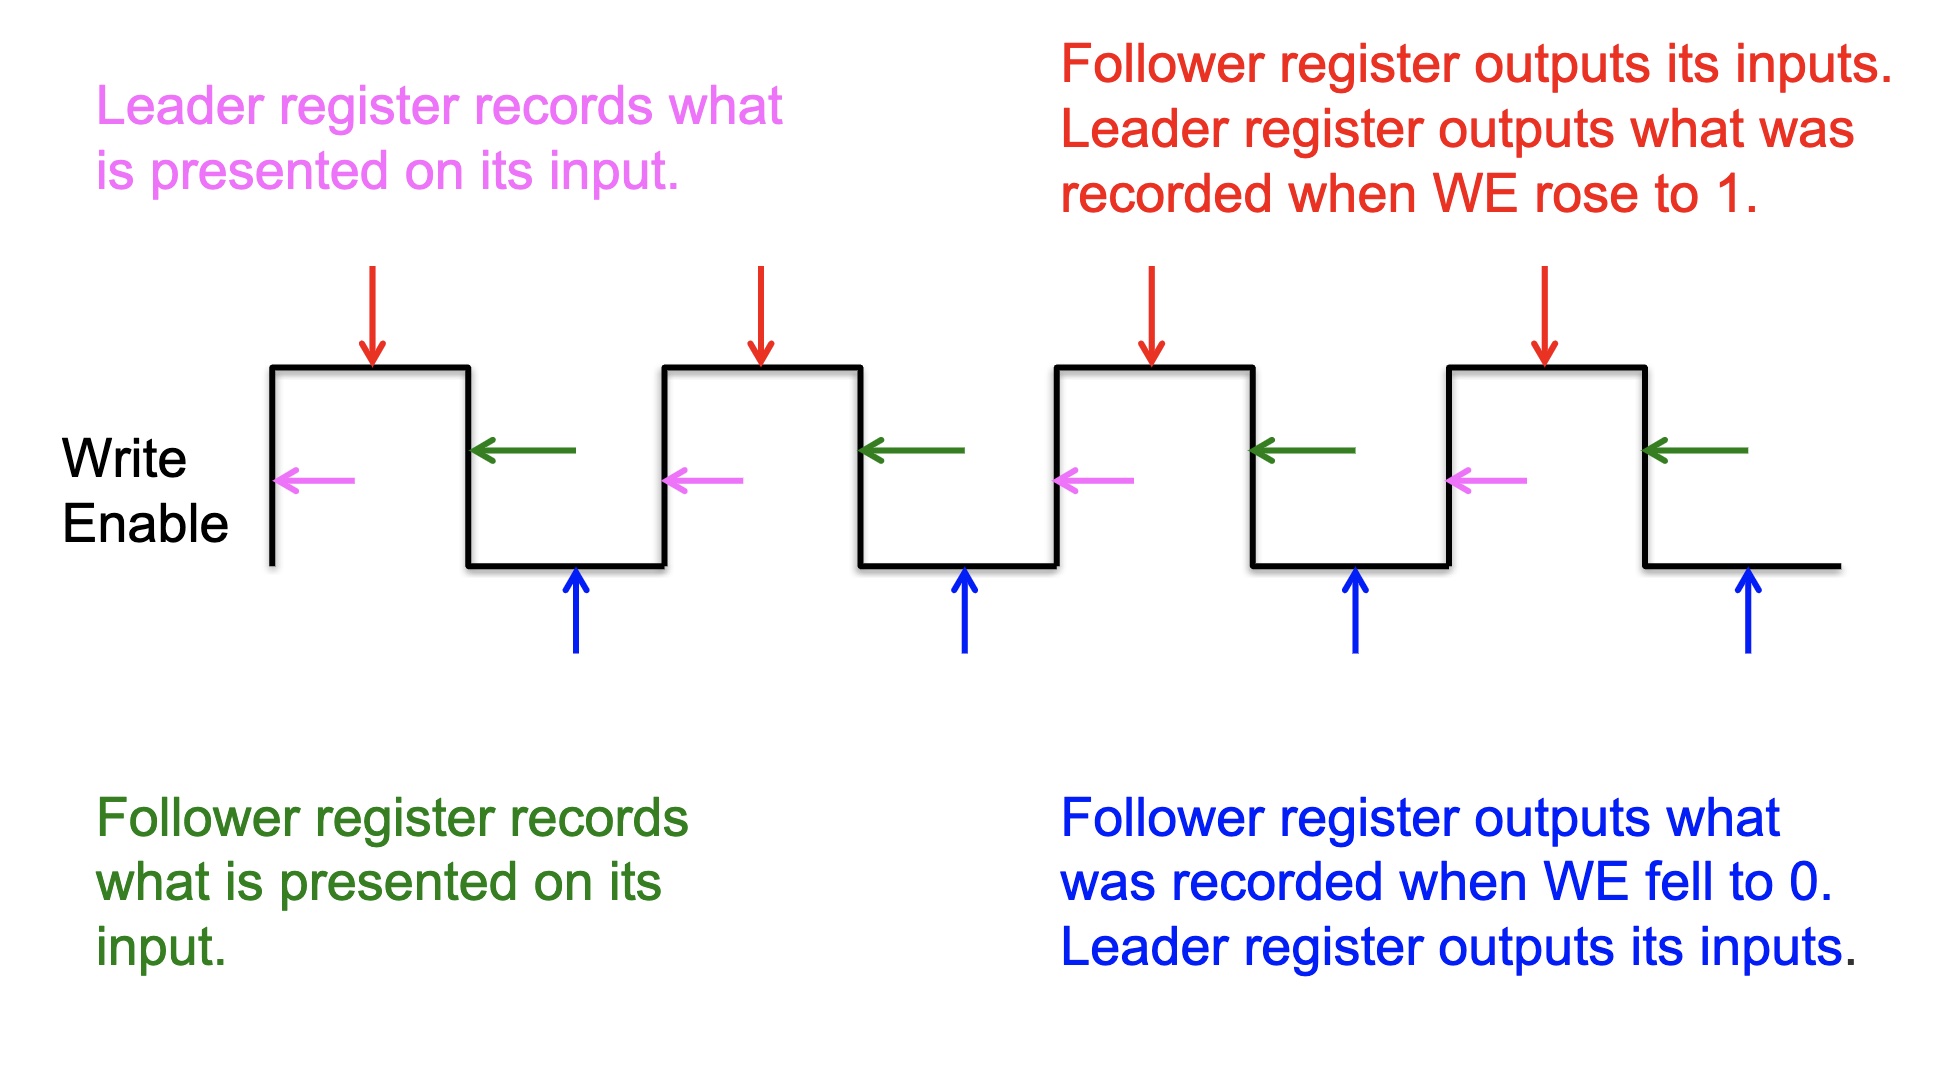 Leader register records what
is presented on its input.
Follower register outputs its inputs.
Leader register outputs what was
recorded when WE rose to 1.
Write
Enable
Follower register records
what is presented on its
input.
Follower register outputs what
was recorded when WE fell to 0.
Leader register outputs its inputs.